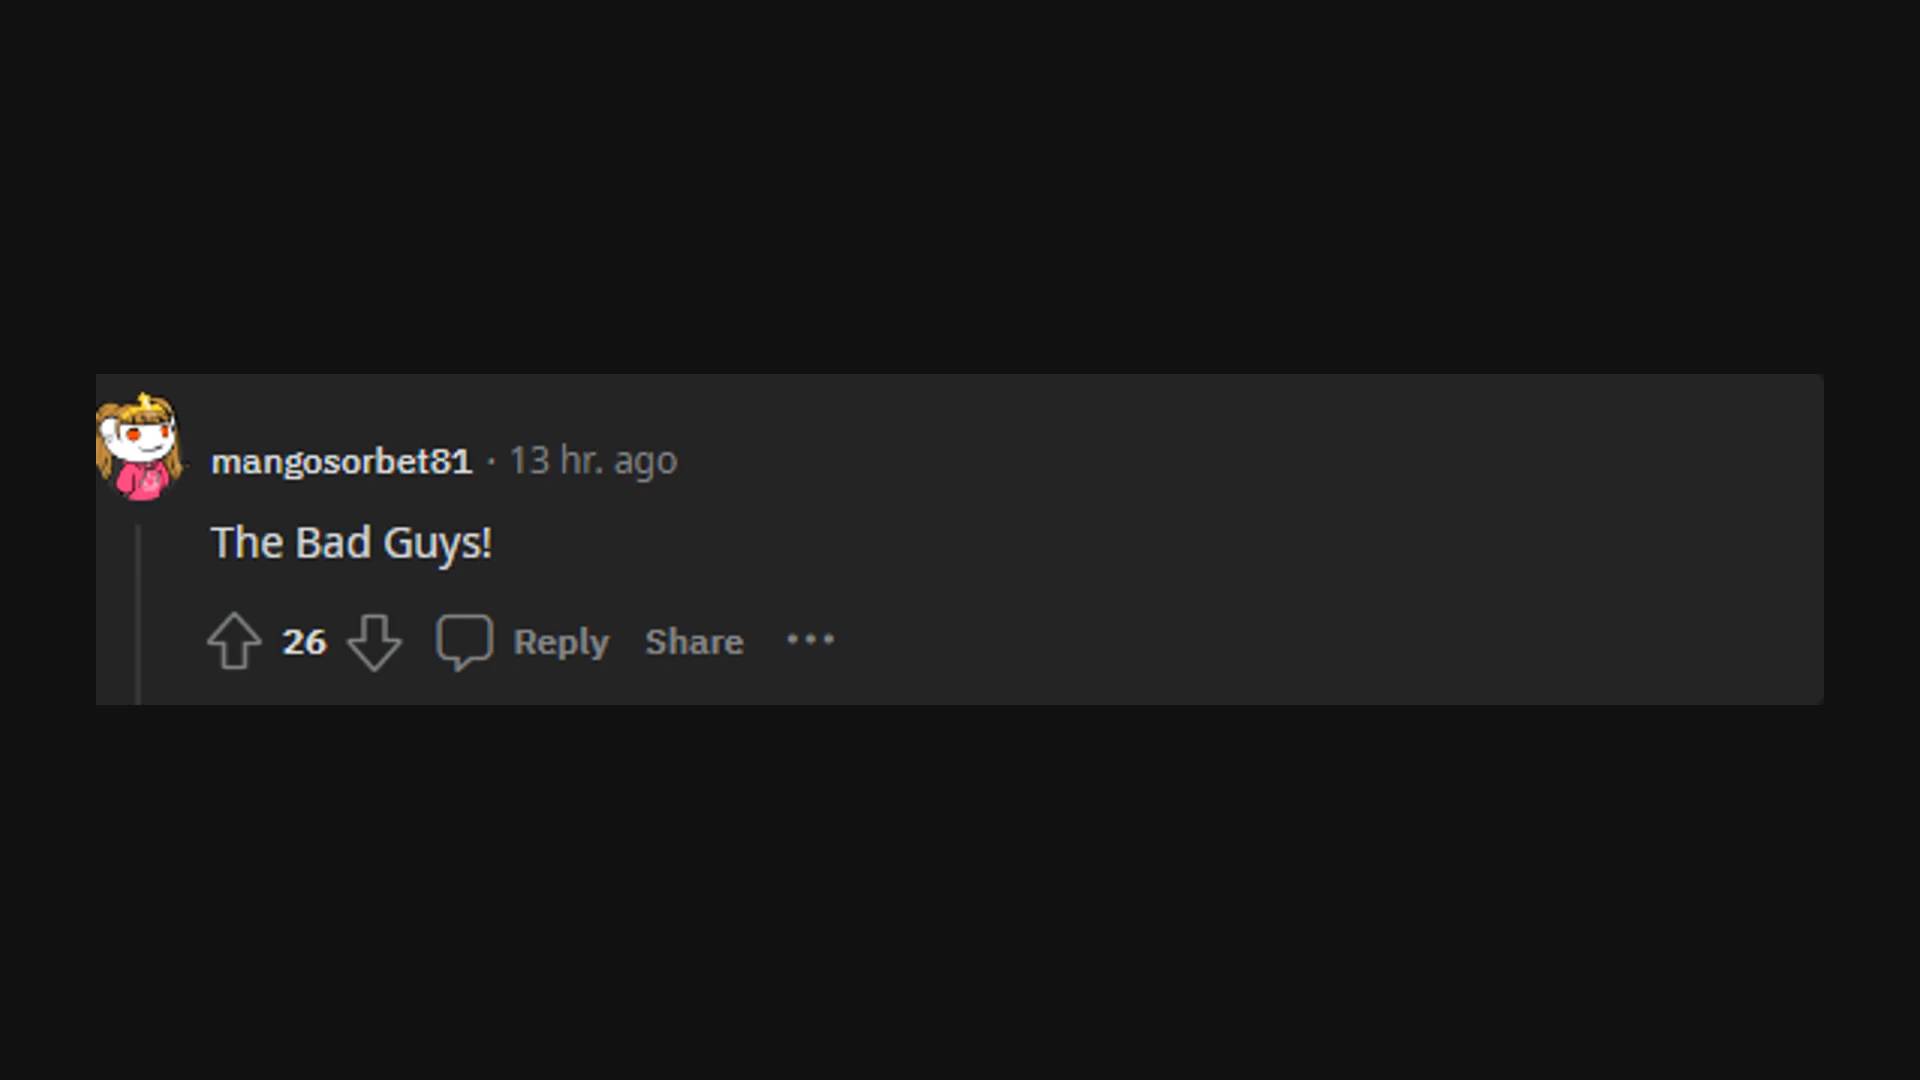 mangosorbet81 · 13 hr. ago
The Bad Guys!
26 Reply Share ···